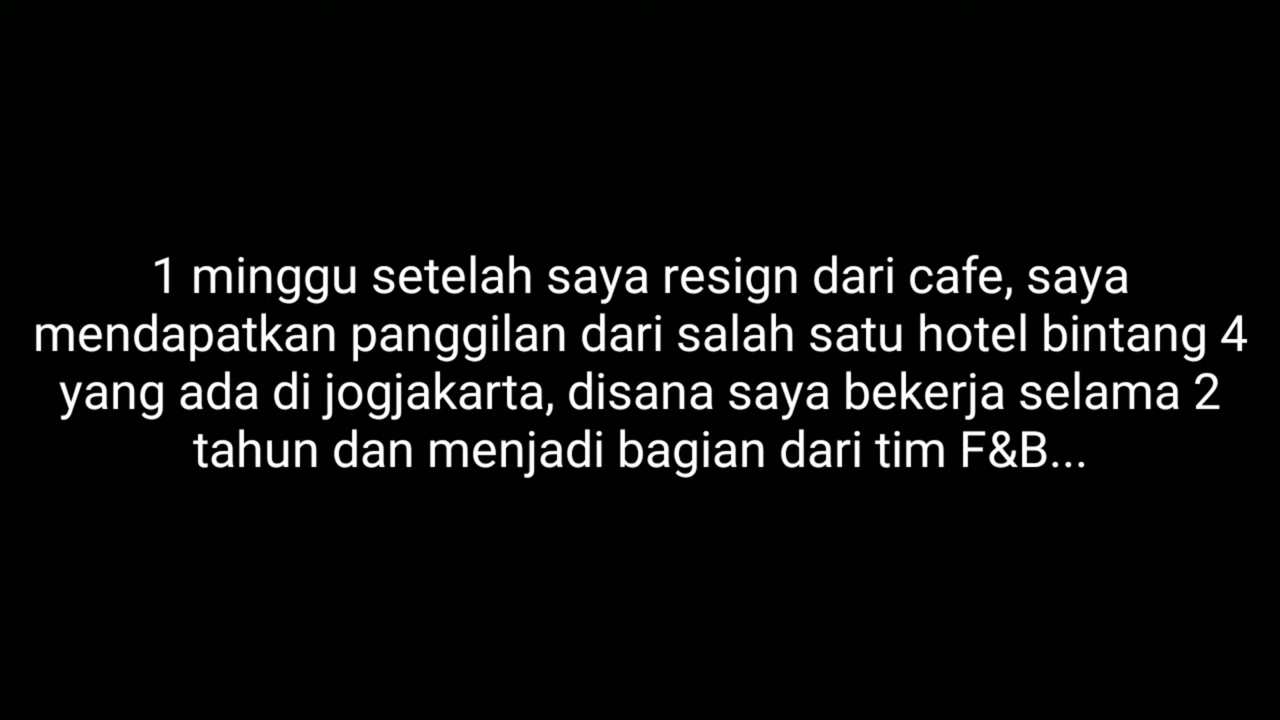 1 minggu setelah saya resign dari cafe, saya
mendapatkan panggilan dari salah satu hotel bintang 4
yang ada di jogjakarta, disana saya bekerja selama 2
tahun dan menjadi bagian dari tim F&B...